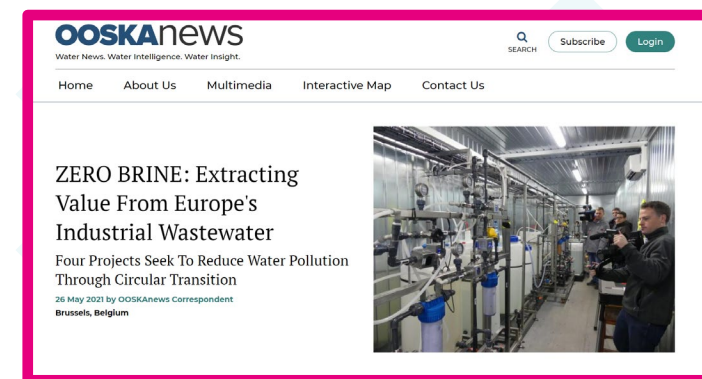 OOSKAnews
Water News. Water Intelligence. Water Insight.
SEARCH
Subscribe
Login
Home About Us Multimedia Interactive Map Contact Us
ZERO BRINE: Extracting
Value From Europe's
Industrial Wastewater
Four Projects Seek To Reduce Water Pollution
Through Circular Transition
26 May 2021 by OOSKAnews Correspondent
Brussels, Belgium